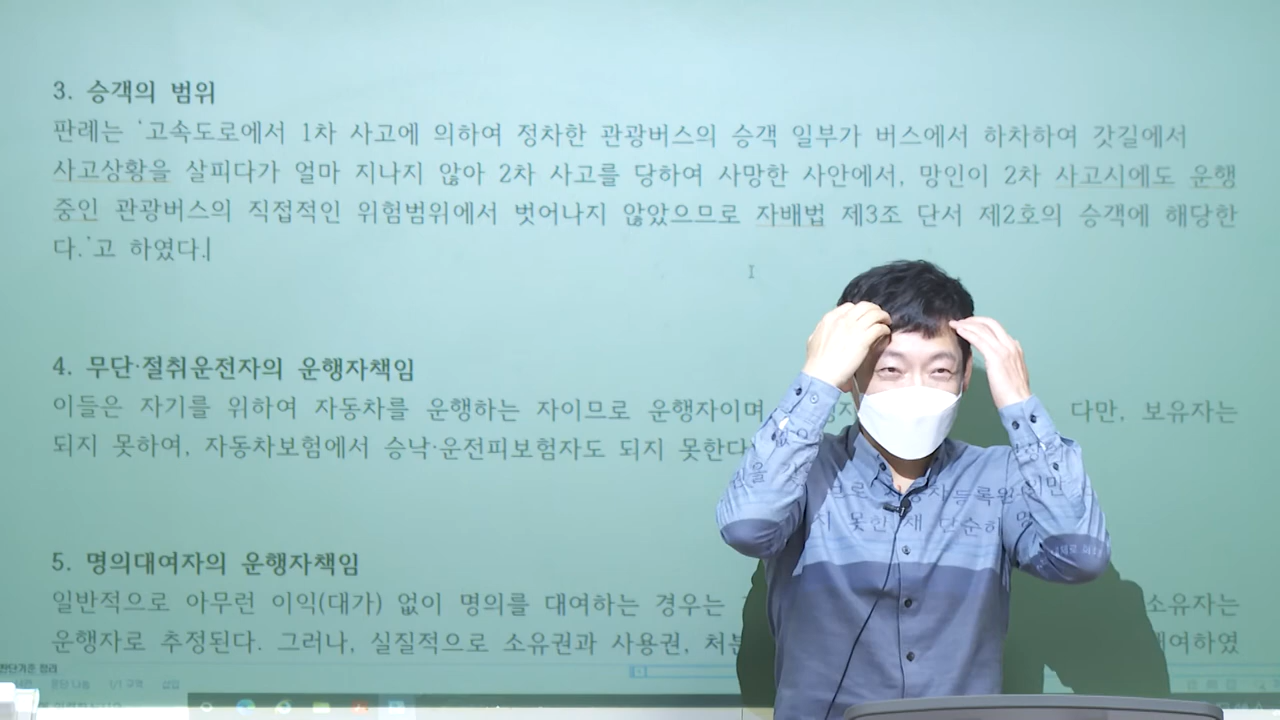 3. 승객의 범위
판례는 '고속도로에서 1차 사고에 의하여 정차한 관광버스의 승객 일부가 버스에서 하차하여 갓길에서
사고상황을 살피다가 얼마 지나지 않아 2차 사고를 당하여 사망한 사안에서, 망인이 2차 사고시에도 운행
중인 관광버스의 직접적인 위험범위에서 벗어나지 않았으므로 자배법 제3조 단서 제2호의 승객에 해당한
다.'고 하였다.
4. 무단·절취운전자의 운행자책임
이들은 자기를 위하여 자동차를 운행하는 자이므로 운행자이며 다만, 보유자는
되지 못하여, 자동차보험에서 승낙·운전피보험자도 되지 못한다
5. 명의대여자의 운행자책임
일반적으로 아무런 이익(대가) 없이 명의를 대여하는 경우는 소유자는
운행자로 추정된다. 그러나, 실질적으로 소유권과 사용권,
판단기준 정리
1/1 구역 삽입